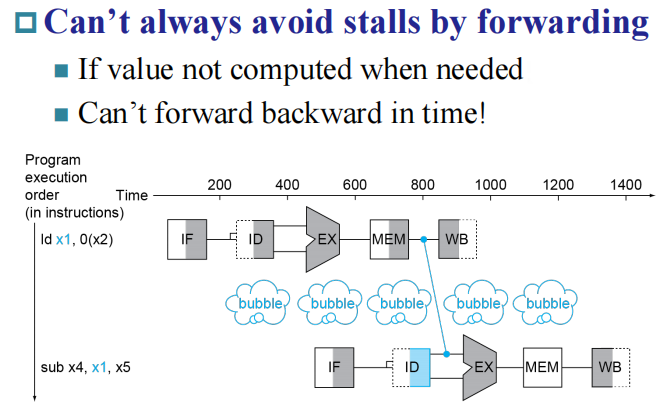 Can't always avoid stalls by forwarding
If value not computed when needed
Can't forward backward in time!
Program
execution
order
(in instructions)
Time
200 400 600 800 1000 1200 1400
ld x1, 0(x2)
IF ID EX MEM WB
bubble bubble bubble bubble bubble
sub x4, x1, x5
IF ID EX MEM WB